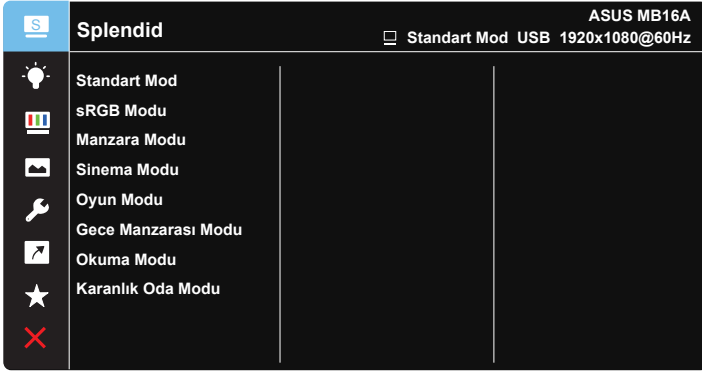 S
Splendid
ASUS MB16A
Standart Mod USB 1920x1080@60Hz
Standart Mod
sRGB Modu
Manzara Modu
Sinema Modu
Oyun Modu
Gece Manzarası Modu
Okuma Modu
Karanlık Oda Modu